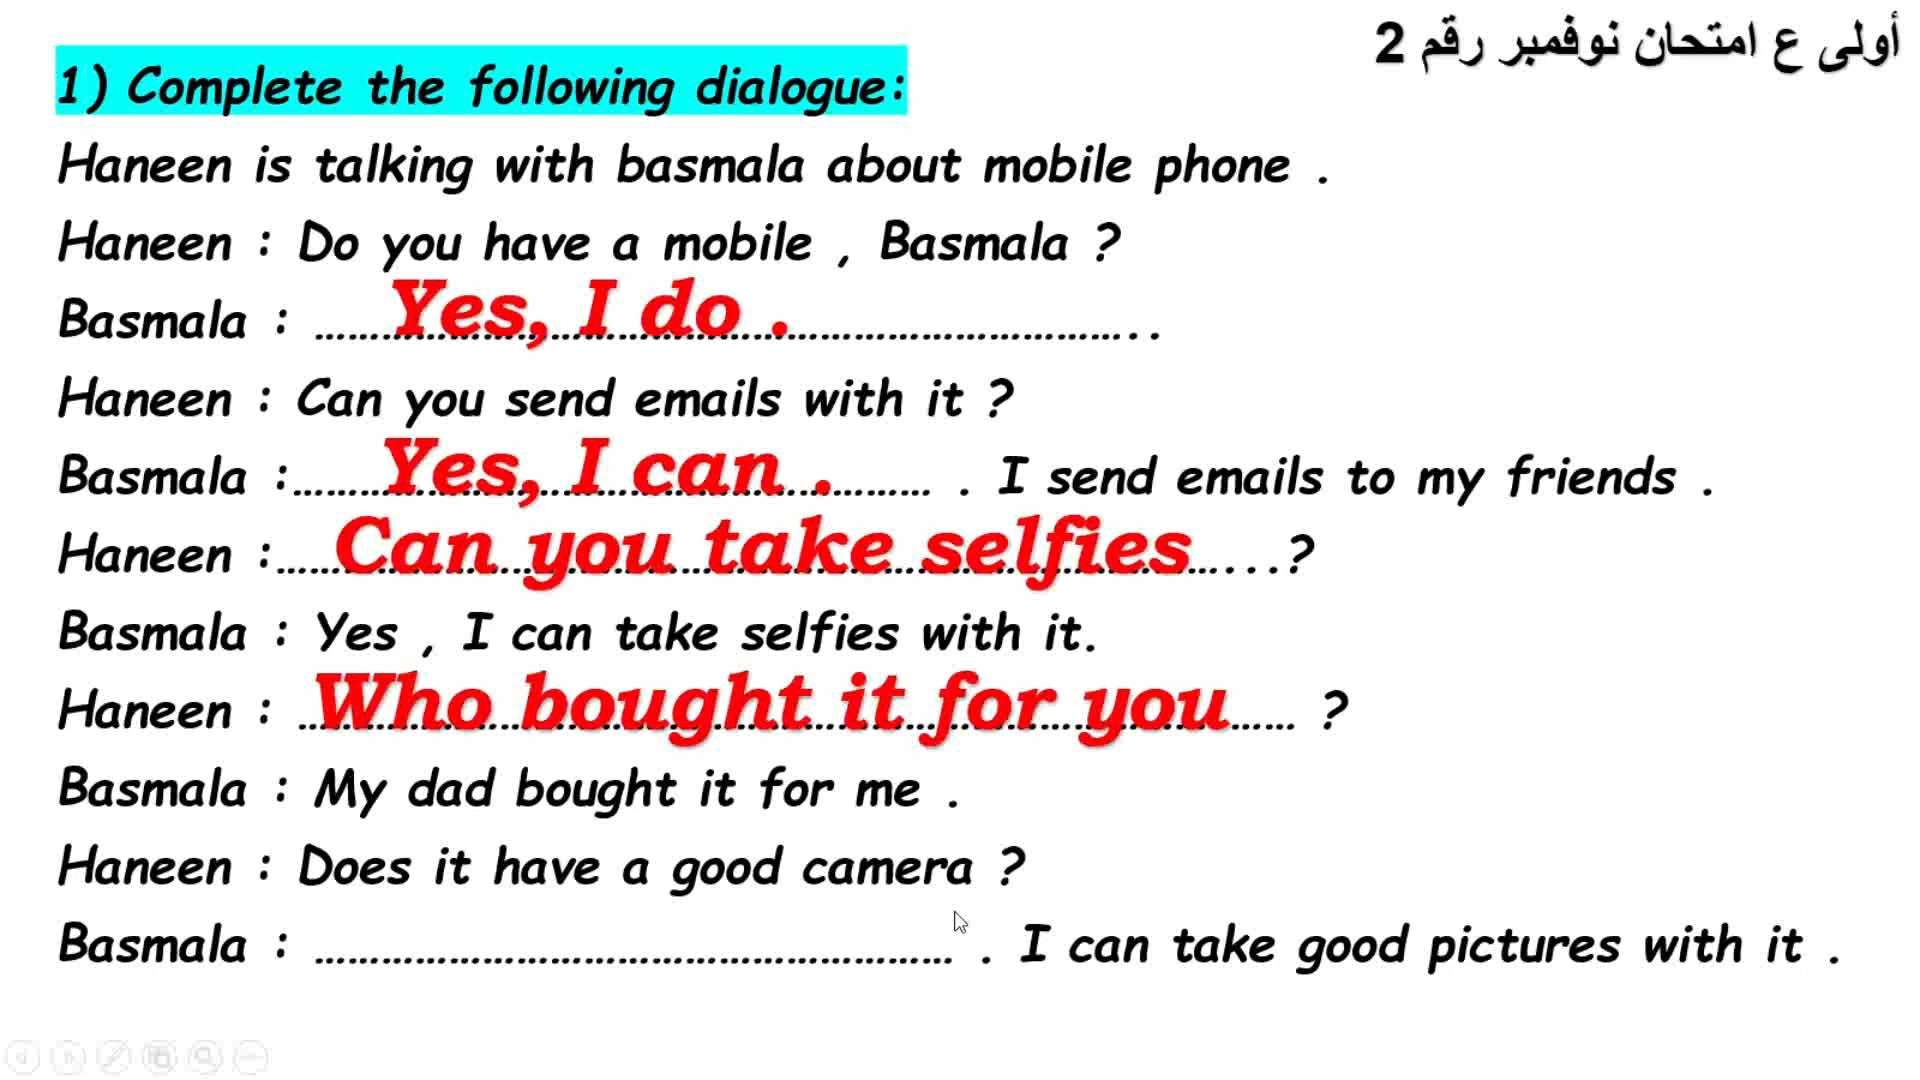 أولى ع امتحان نوفمبر رقم 2
1) Complete the following dialogue:
Haneen is talking with basmala about mobile phone .
Haneen : Do you have a mobile , Basmala ?
Basmala : ……Yes, I do .………………………..
Haneen : Can you send emails with it ?
Basmala :……Yes, I can .……… . I send emails to my friends .
Haneen :……Can you take selfies…...?
Basmala : Yes , I can take selfies with it.
Haneen : …Who bought it for you…… ?
Basmala : My dad bought it for me .
Haneen : Does it have a good camera ?
Basmala : ………………………………………………… . I can take good pictures with it .